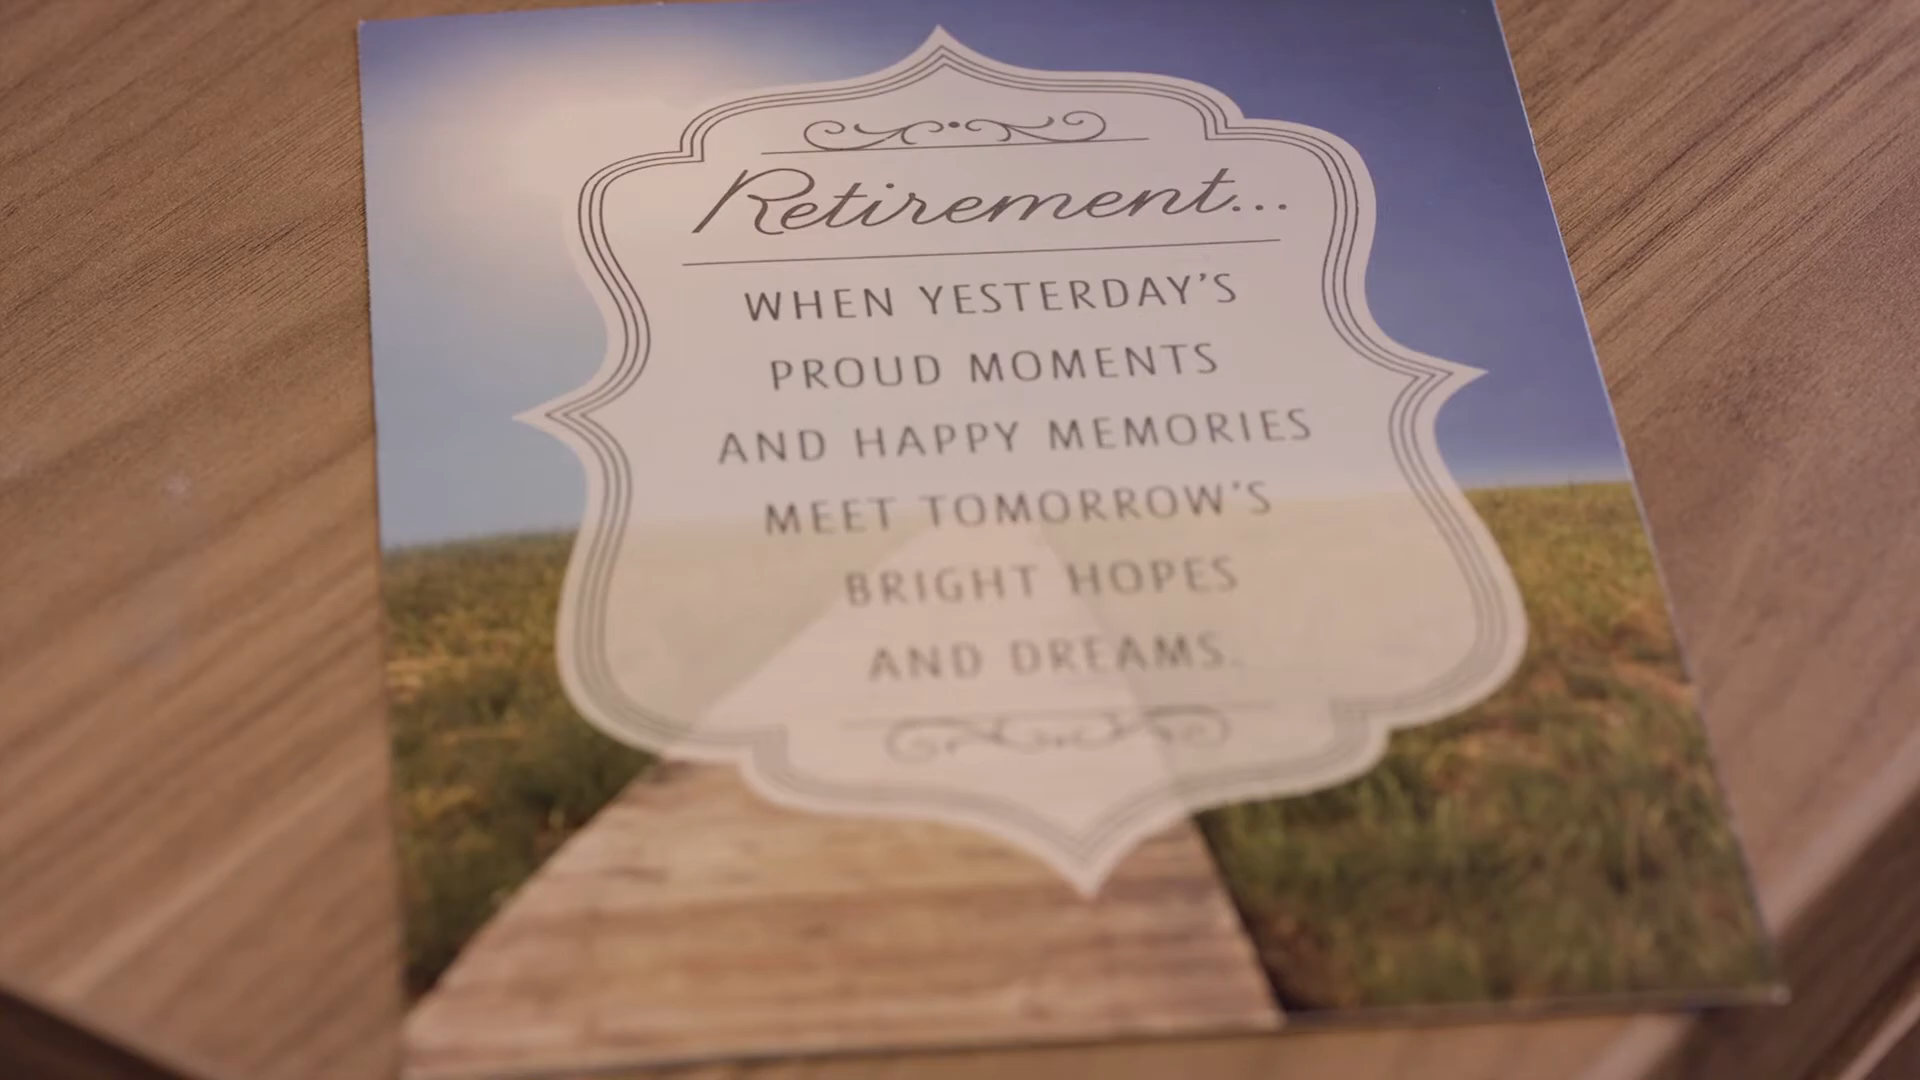 Retirement...
WHEN YESTERDAY'S
PROUD MOMENTS
AND HAPPY MEMORIES
MEET TOMORROW'S
BRIGHT HOPES
AND DREAMS.